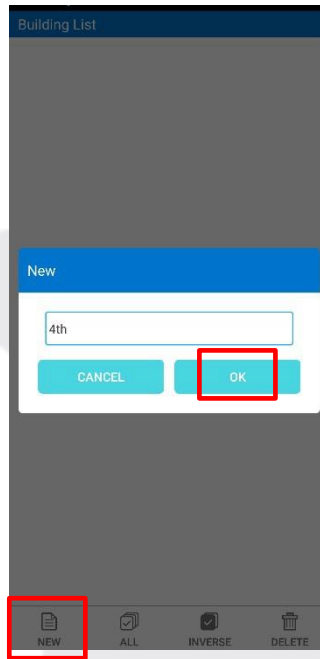 Building List
New
4th
CANCEL OK
NEW ALL INVERSE DELETE